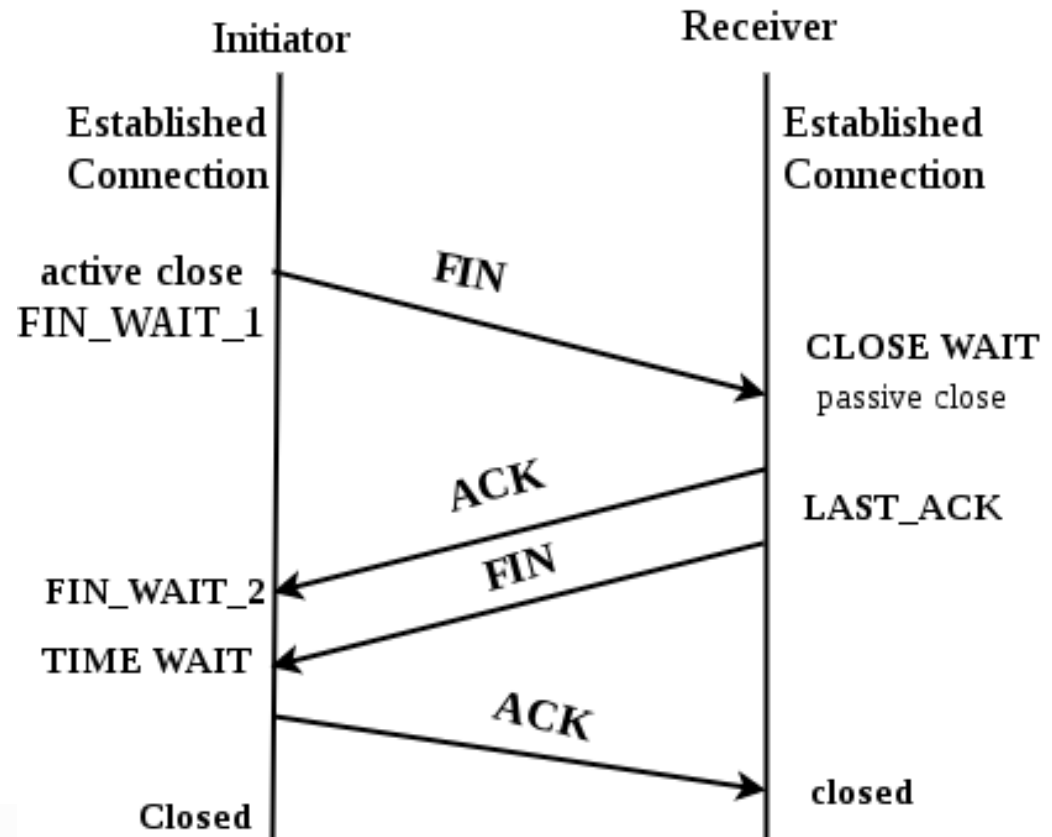 Initiator
Receiver
Established
Connection
Established
Connection
active close
FIN_WAIT_1
FIN
CLOSE WAIT
passive close
ACK
LAST_ACK
FIN
FIN_WAIT_2
TIME WAIT
ACK
closed
Closed